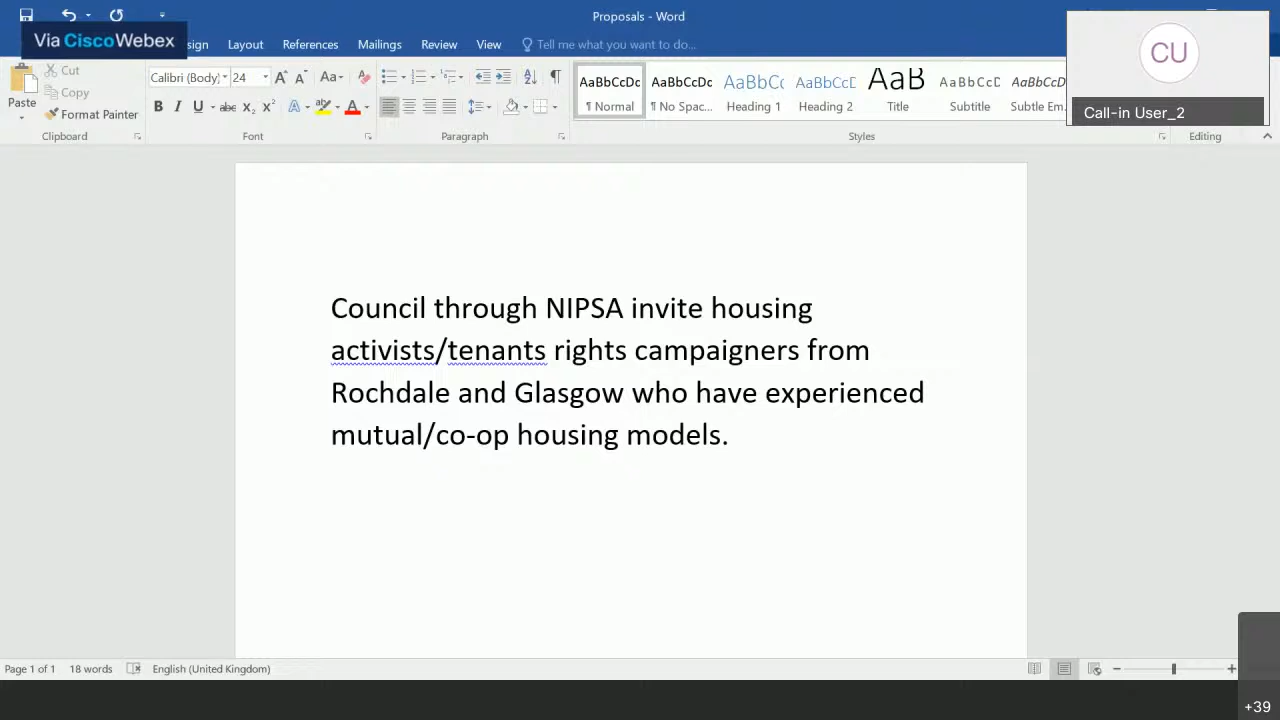 Proposals - Word
Via CiscoWebex
sign Layout References Mailings Review View Tell me what you want to do...
CU
Call-in User_2
Paste
Cut
Copy
Format Painter
Calibri (Body) 24
AaBbCcDc AaBbCcDc AaBbC( AaBbCcD AaB AaBbCcD AaBbCcD
¶ Normal ¶ No Spac... Heading 1 Heading 2 Title Subtitle Subtle Em...
Clipboard Font Paragraph Styles Editing
Council through NIPSA invite housing
activists/tenants rights campaigners from
Rochdale and Glasgow who have experienced
mutual/co-op housing models.
Page 1 of 1 18 words English (United Kingdom)
+39